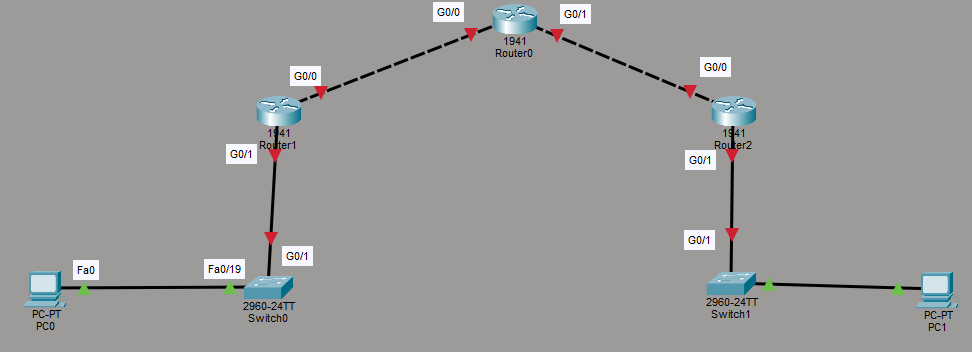 G0/0
G0/1
1941
Router0
G0/0
G0/0
1941
Router1
1941
Router2
G0/1
G0/1
G0/1
G0/1
Fa0
Fa0/19
PC-PT
PC0
2960-24TT
Switch0
2960-24TT
Switch1
PC-PT
PC1